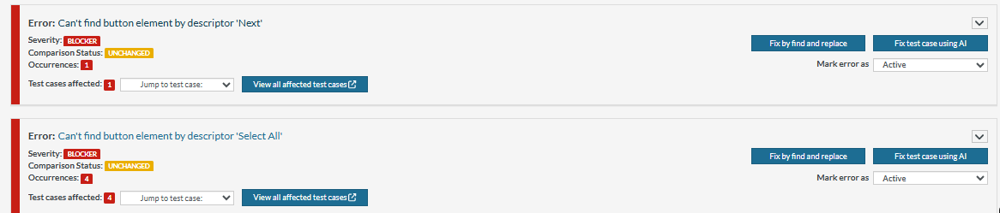 Error: Can't find button element by descriptor 'Next'
Severity: BLOCKER
Fix by find and replace Fix test case using AI
Comparison Status: UNCHANGED
Occurrences: 1
Mark error as Active
Test cases affected: 1 Jump to test case: View all affected test cases
Error: Can't find button element by descriptor 'Select All'
Severity: BLOCKER
Fix by find and replace Fix test case using AI
Comparison Status: UNCHANGED
Occurrences: 4
Mark error as Active
Test cases affected: 4 Jump to test case: View all affected test cases